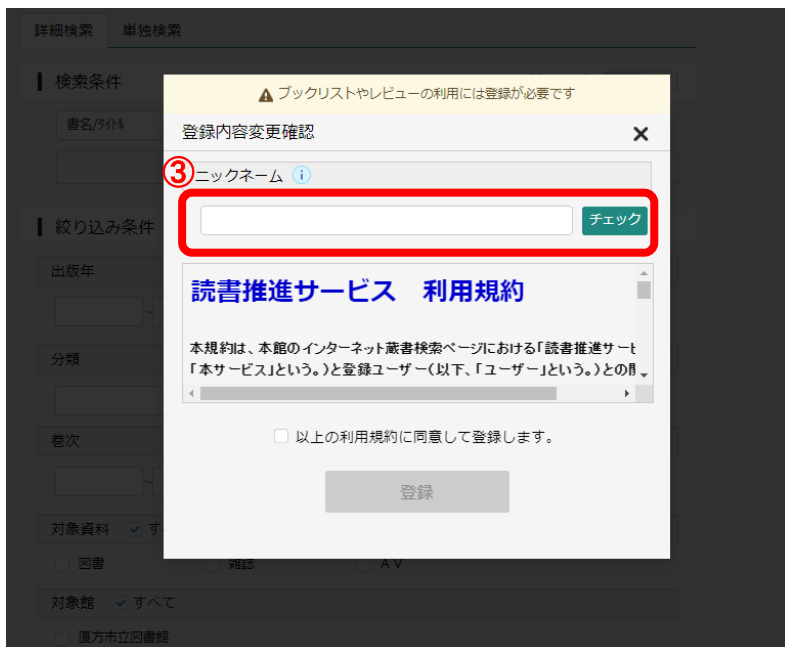 詳細検索 単独検索
検索条件
⚠ ブックリストやレビューの利用には登録が必要です
書名/ﾀｲﾄﾙ
登録内容変更確認 ×
③ニックネーム i
チェック
絞り込み条件
出版年
~
読書推進サービス 利用規約
本規約は、本館のインターネット蔵書検索ページにおける「読書推進サート
「本サービス」という。)と登録ユーザー(以下、「ユーザー」という。)との
分類
巻次
以上の利用規約に同意して登録します。
~
登録
対象資料 すべ
図書 雑誌 AV
対象館 すべて
直方市立図書館